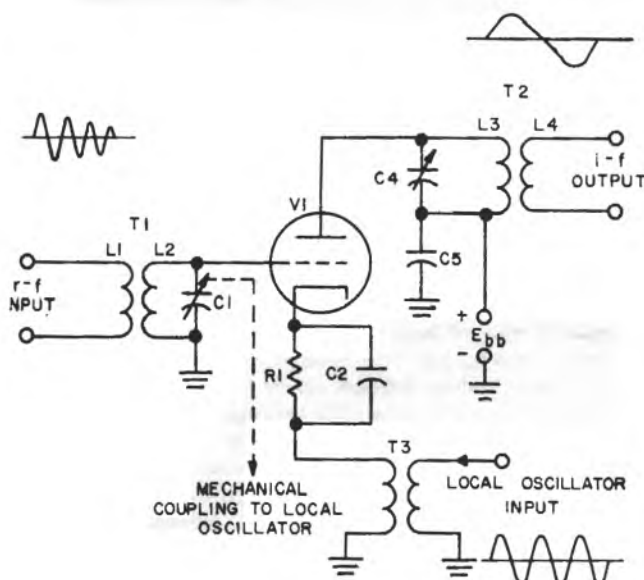 T2
L3
L4
i-f
OUTPUT
C4
V1
T1
L1
L2
C5
r-f
NPUT
C1
+
Ebb
-
R1
C2
T3
MECHANICAL
COUPLING TO LOCAL
OSCILLATOR
LOCAL OSCILLATOR
INPUT